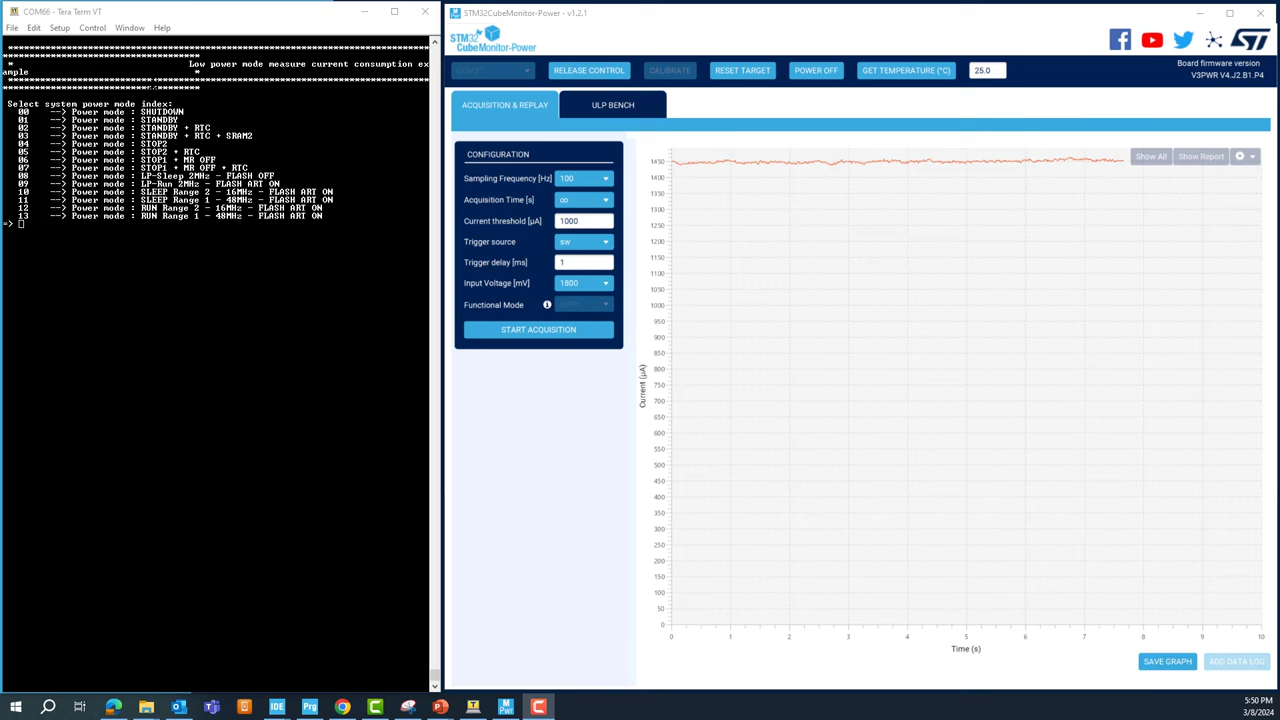 COM66 - Tera Term VT
File Edit Setup Control Window Help
*******************************************************************************
************************************
* Low power mode measure current consumption ex
ample *
*******************************************************************************
************************************
Select system power mode index:
00 --> Power mode : SHUTDOWN
01 --> Power mode : STANDBY
02 --> Power mode : STANDBY + RTC
03 --> Power mode : STANDBY + RTC + SRAM2
04 --> Power mode : STOP2
05 --> Power mode : STOP2 + RTC
06 --> Power mode : STOP1 + MR OFF
07 --> Power mode : STOP1 + MR OFF + RTC
08 --> Power mode : LP-Sleep 2MHz - FLASH OFF
09 --> Power mode : LP-Run 2MHz - FLASH ART ON
10 --> Power mode : SLEEP Range 2 - 16MHz - FLASH ART ON
11 --> Power mode : SLEEP Range 1 - 48MHz - FLASH ART ON
12 --> Power mode : RUN Range 2 - 16MHz - FLASH ART ON
13 --> Power mode : RUN Range 1 - 48MHz - FLASH ART ON
=>
STM32CubeMonitor-Power - v1.2.1
STM32
CubeMonitor-Power
RELEASE CONTROL CALIBRATE RESET TARGET POWER OFF GET TEMPERATURE (°C) 25.0
Board firmware version
V3PWR V4.J2.B1.P4
ACQUISITION & REPLAY ULP BENCH
CONFIGURATION
Sampling Frequency [Hz] 100
Acquisition Time [s] ∞
Current threshold [µA] 1000
Trigger source sw
Trigger delay [ms] 1
Input Voltage [mV] 1800
Functional Mode
START ACQUISITION
Show All Show Report
1450
1400
1350
1300
1250
1200
1150
1100
1050
1000
950
900
850
800
750
700
650
600
550
500
450
400
350
300
250
200
150
100
50
0
Current (µA)
0 1 2 3 4 5 6 7 8 9 10
Time (s)
SAVE GRAPH ADD DATA LOG
IDE Prg
M
Pwr
5:50 PM
3/8/2024